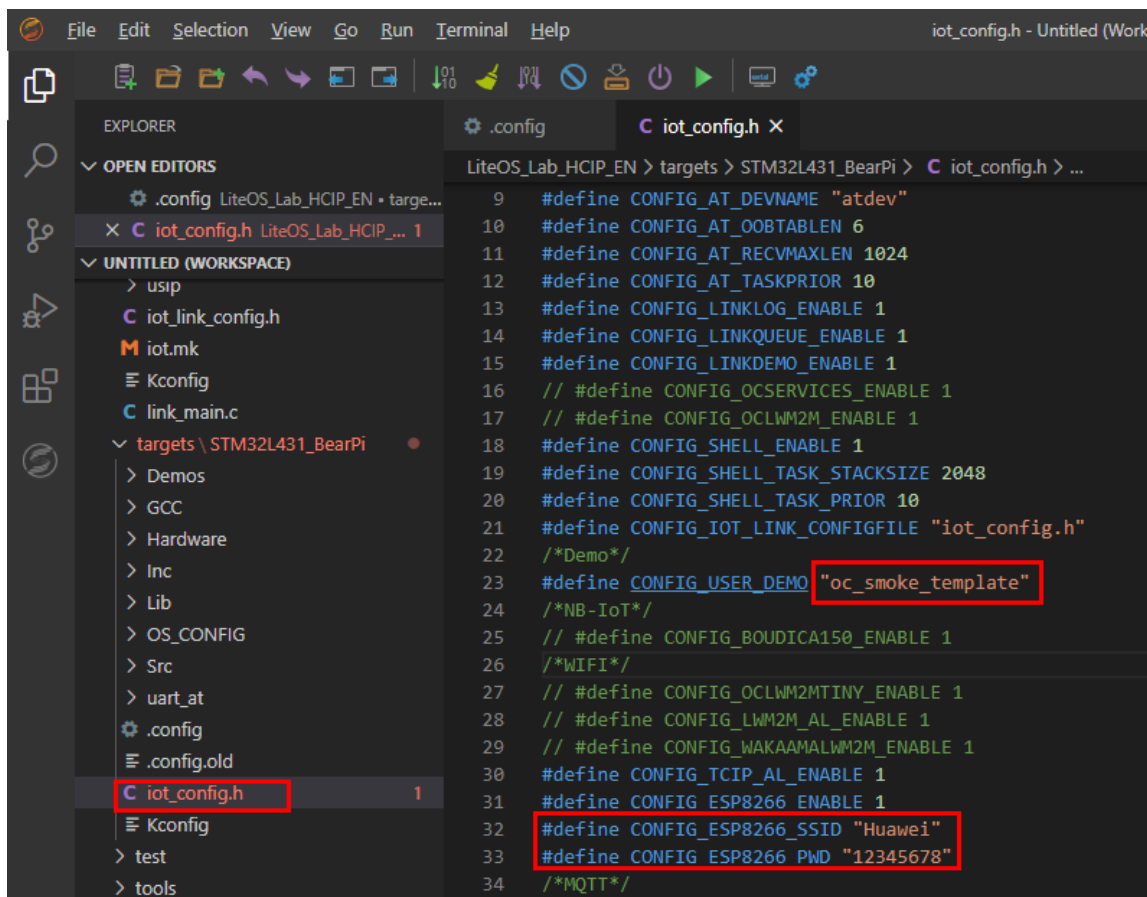 File Edit Selection View Go Run Terminal Help iot_config.h - Untitled (Work
EXPLORER
OPEN EDITORS
.config LiteOS_Lab_HCIP_EN • targe...
iot_config.h LiteOS_Lab_HCIP_... 1
UNTITLED (WORKSPACE)
usip
C iot_link_config.h
M iot.mk
Kconfig
C link_main.c
targets \ STM32L431_BearPi
Demos
GCC
Hardware
Inc
Lib
OS_CONFIG
Src
uart_at
.config
.config.old
C iot_config.h 1
Kconfig
test
tools
.config C iot_config.h
LiteOS_Lab_HCIP_EN > targets > STM32L431_BearPi > C iot_config.h > ...
9 #define CONFIG_AT_DEVNAME "atdev"
10 #define CONFIG_AT_OOBTABLEN 6
11 #define CONFIG_AT_RECVMAXLEN 1024
12 #define CONFIG_AT_TASKPRIOR 10
13 #define CONFIG_LINKLOG_ENABLE 1
14 #define CONFIG_LINKQUEUE_ENABLE 1
15 #define CONFIG_LINKDEMO_ENABLE 1
16 // #define CONFIG_OCSERVICES_ENABLE 1
17 // #define CONFIG_OCLWM2M_ENABLE 1
18 #define CONFIG_SHELL_ENABLE 1
19 #define CONFIG_SHELL_TASK_STACKSIZE 2048
20 #define CONFIG_SHELL_TASK_PRIOR 10
21 #define CONFIG_IOT_LINK_CONFIGFILE "iot_config.h"
22 /*Demo*/
23 #define CONFIG_USER_DEMO "oc_smoke_template"
24 /*NB-IoT*/
25 // #define CONFIG_BOUDICA150_ENABLE 1
26 /*WIFI*/
27 // #define CONFIG_OCLWM2MTINY_ENABLE 1
28 // #define CONFIG_LWM2M_AL_ENABLE 1
29 // #define CONFIG_WAKAAMALWM2M_ENABLE 1
30 #define CONFIG_TCIP_AL_ENABLE 1
31 #define CONFIG_ESP8266_ENABLE 1
32 #define CONFIG_ESP8266_SSID "Huawei"
33 #define CONFIG_ESP8266_PWD "12345678"
34 /*MQTT*/